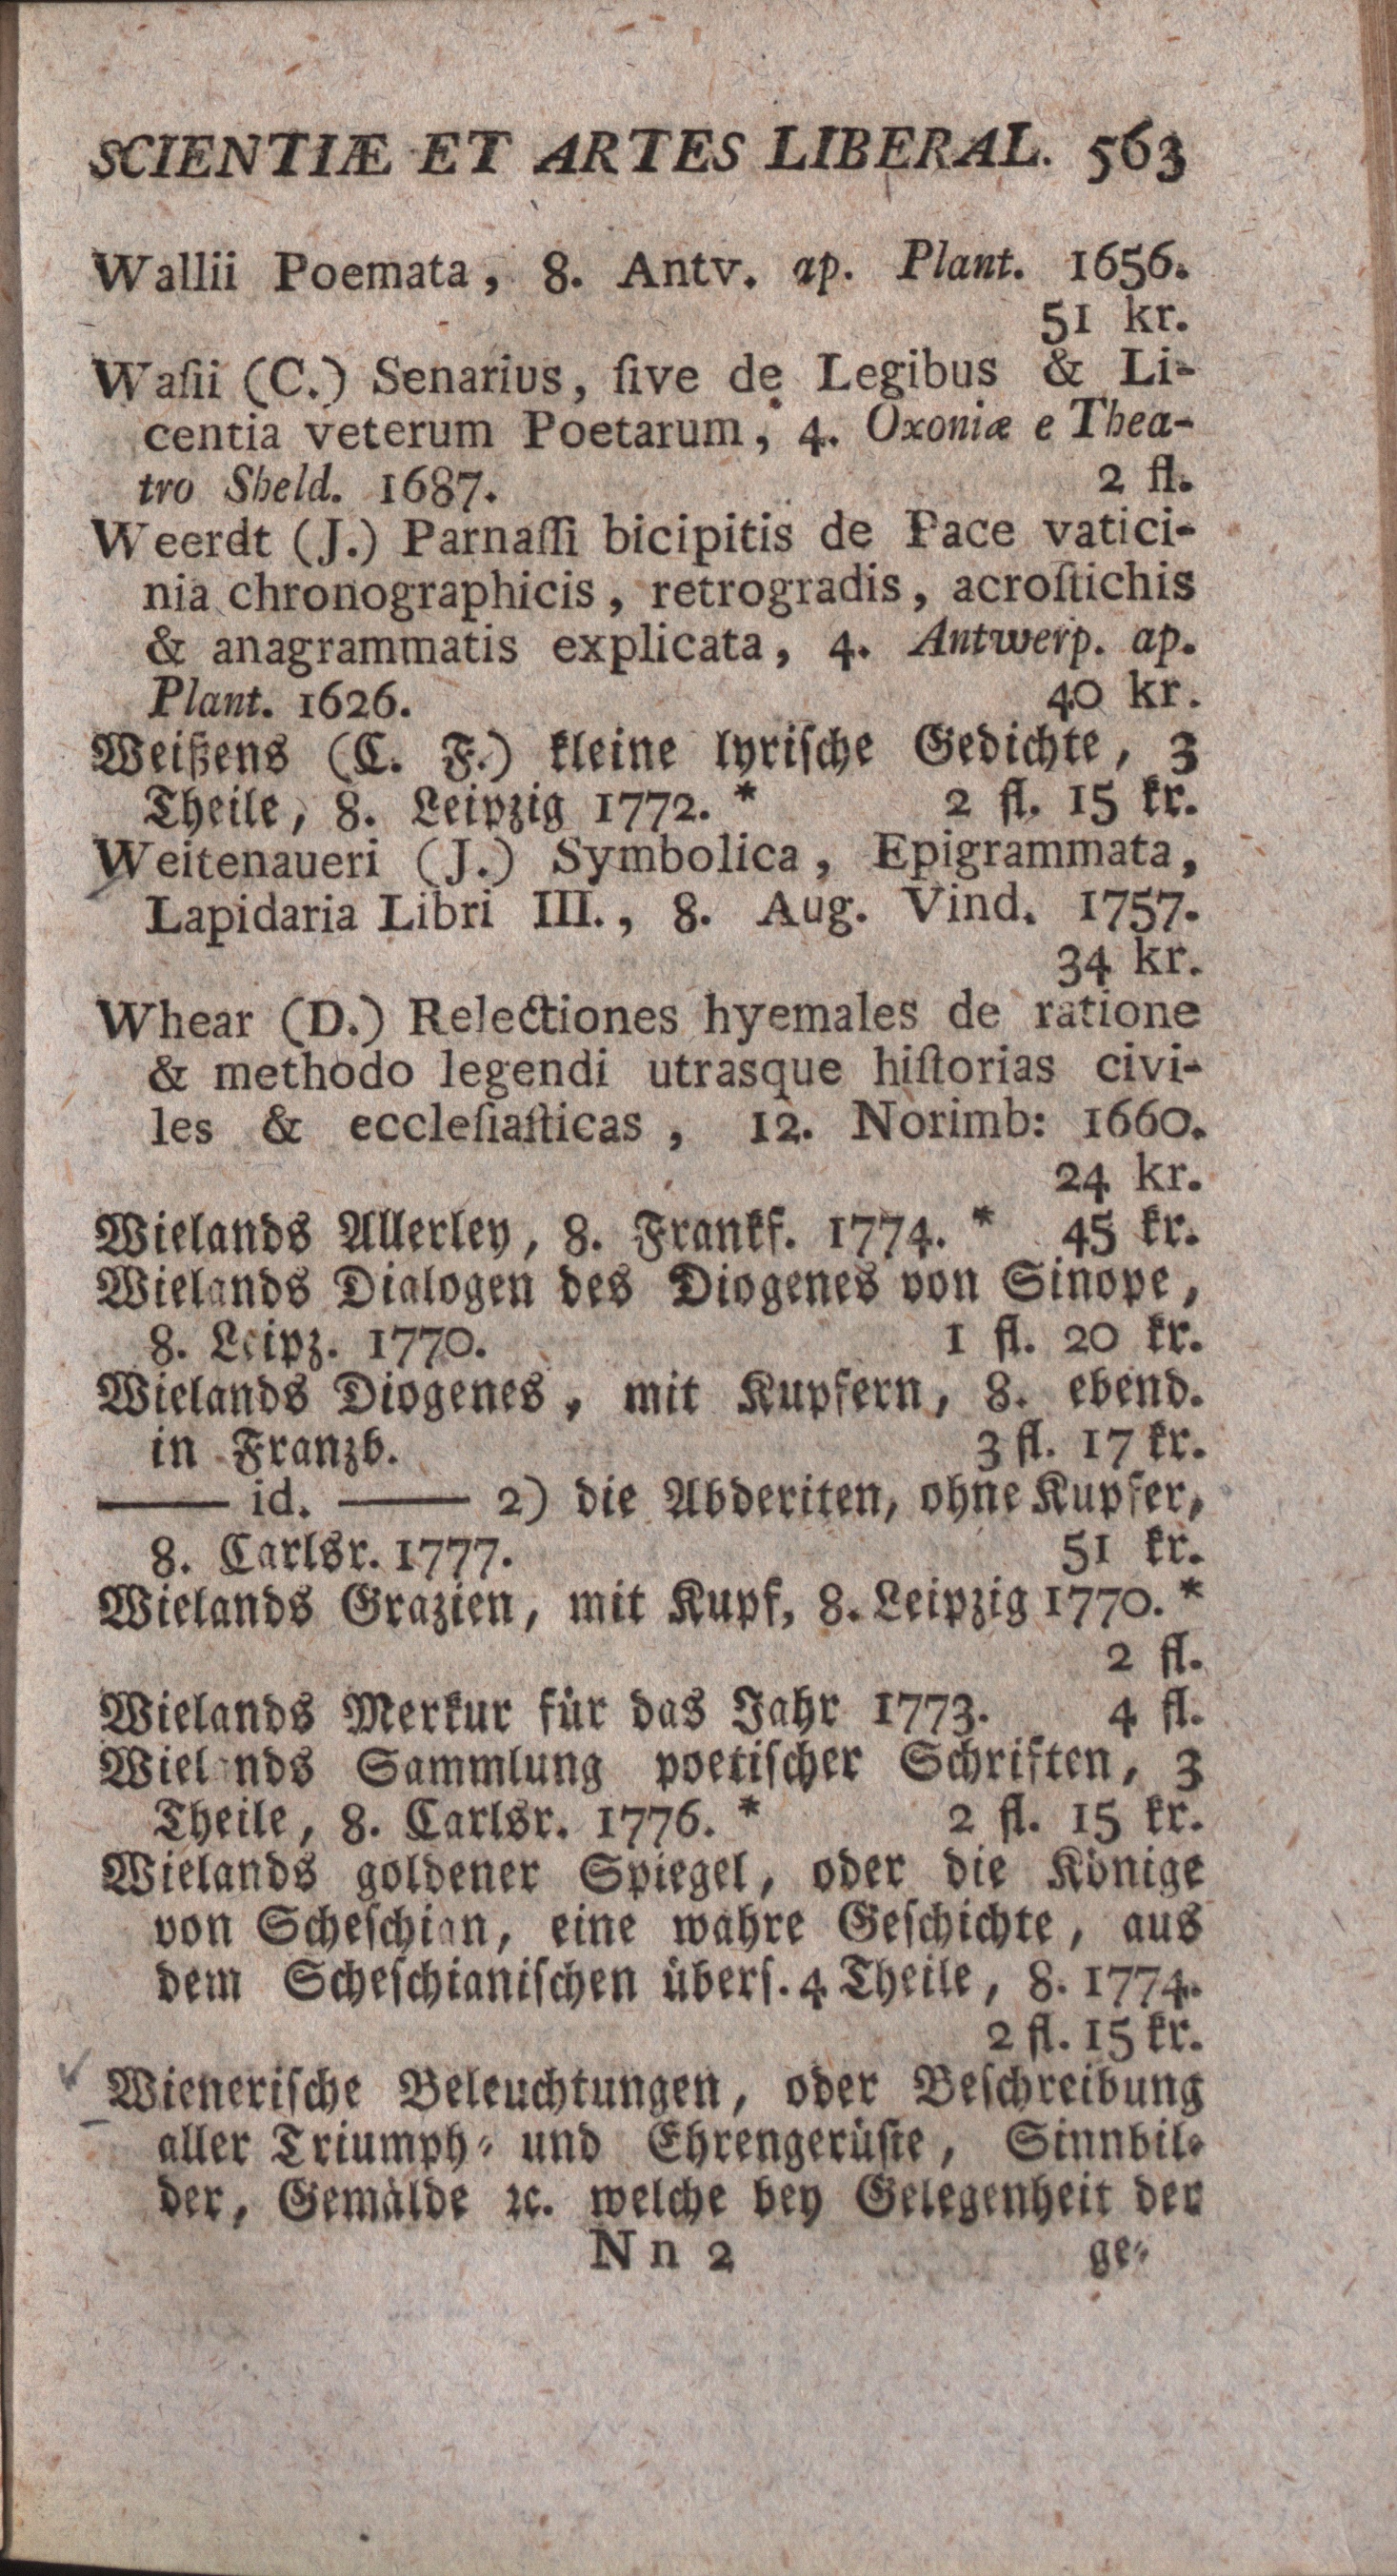 SCIENTIÆ ET ARTES LIBERAL. 563
Wallii Poemata, 8. Antv. ap. Plant. 1656.
51 kr.
Waſii (C.) Senarius, ſive de Legibus & Li-
centia veterum Poetarum, 4. Oxoniæ e Thea-
tro Sheld. 1687. 2 fl.
Weerdt (J.) Parnaſſi bicipitis de Pace vatici-
nia chronographicis, retrogradis, acroſtichis
& anagrammatis explicata, 4. Antwerp. ap.
Plant. 1626. 40 kr.
Weißens (C. F.) kleine lyriſche Gedichte, 3
Theile, 8. Leipzig 1772. * 2 fl. 15 kr.
Weitenaueri (J.) Symbolica, Epigrammata,
Lapidaria Libri III., 8. Aug. Vind. 1757.
34 kr.
Whear (D.) Relectiones hyemales de ratione
& methodo legendi utrasque hiſtorias civi-
les & eccleſiaſticas, 12. Norimb: 1660.
24 kr.
Wielands Allerley, 8. Frankf. 1774. * 45 kr.
Wielands Dialogen des Diogenes von Sinope,
8. Leipz. 1770. 1 fl. 20 kr.
Wielands Diogenes, mit Kupfern, 8. ebend.
in Franzb. 3 fl. 17 kr.
—— id. —— 2) die Abderiten, ohne Kupfer,
8. Carlsr. 1777. 51 kr.
Wielands Grazien, mit Kupf, 8. Leipzig 1770. *
2 fl.
Wielands Merkur für das Jahr 1773. 4 fl.
Wielands Sammlung poetiſcher Schriften, 3
Theile, 8. Carlsr. 1776. * 2 fl. 15 kr.
Wielands goldener Spiegel, oder die Könige
von Scheſchian, eine wahre Geſchichte, aus
dem Scheſchianiſchen überſ. 4 Theile, 8. 1774.
2 fl. 15 kr.
Wieneriſche Beleuchtungen, oder Beſchreibung
aller Triumph- und Ehrengerüſte, Sinnbil-
der, Gemälde ꝛc. welche bey Gelegenheit der
N n 2 ge-